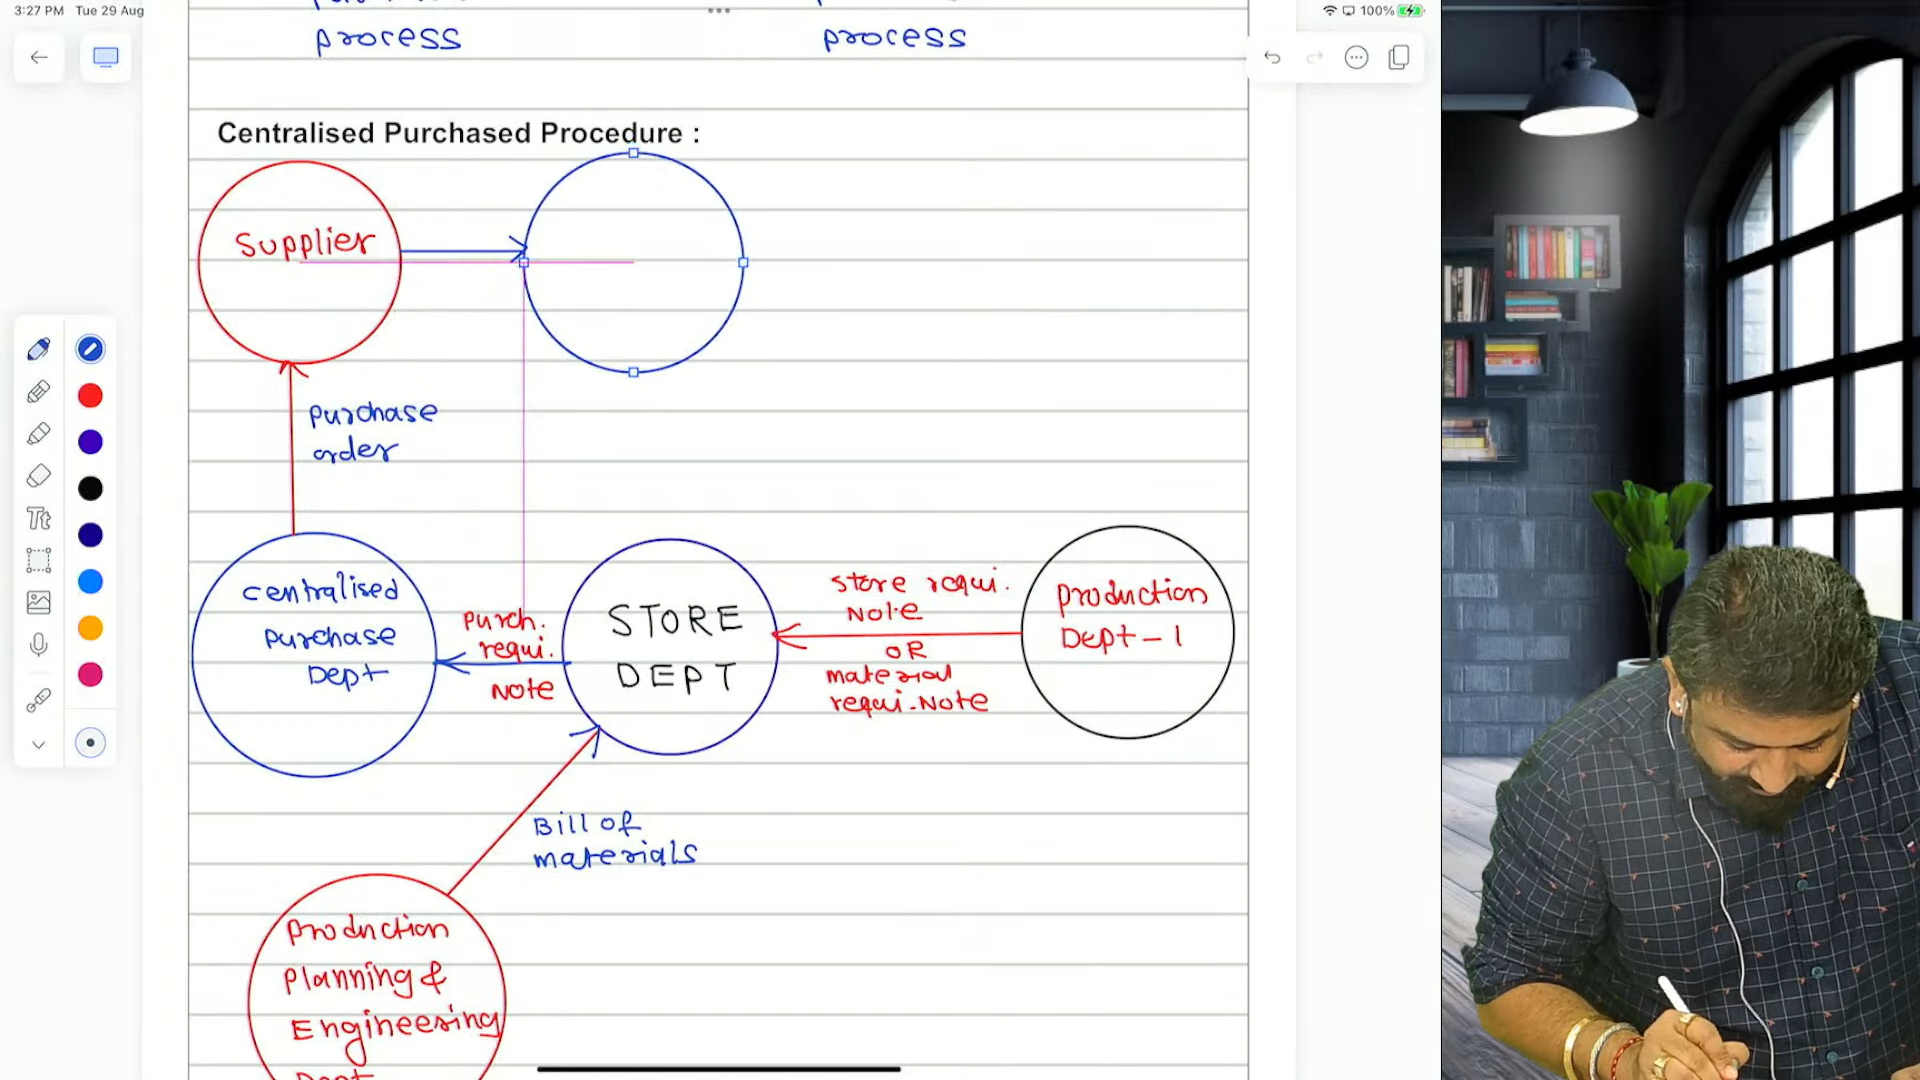 3:27 PM Tue 29 Aug
100%
process
process
Centralised Purchased Procedure :
Supplier
Purchase
order
Centralised
Purchase
Dept
Purch.
requi.
Note
STORE
DEPT
Store requi.
Note
OR
material
requi.Note
Production
Dept-1
Bill of
materials
Production
Planning &
Engineering
Dept
Tt